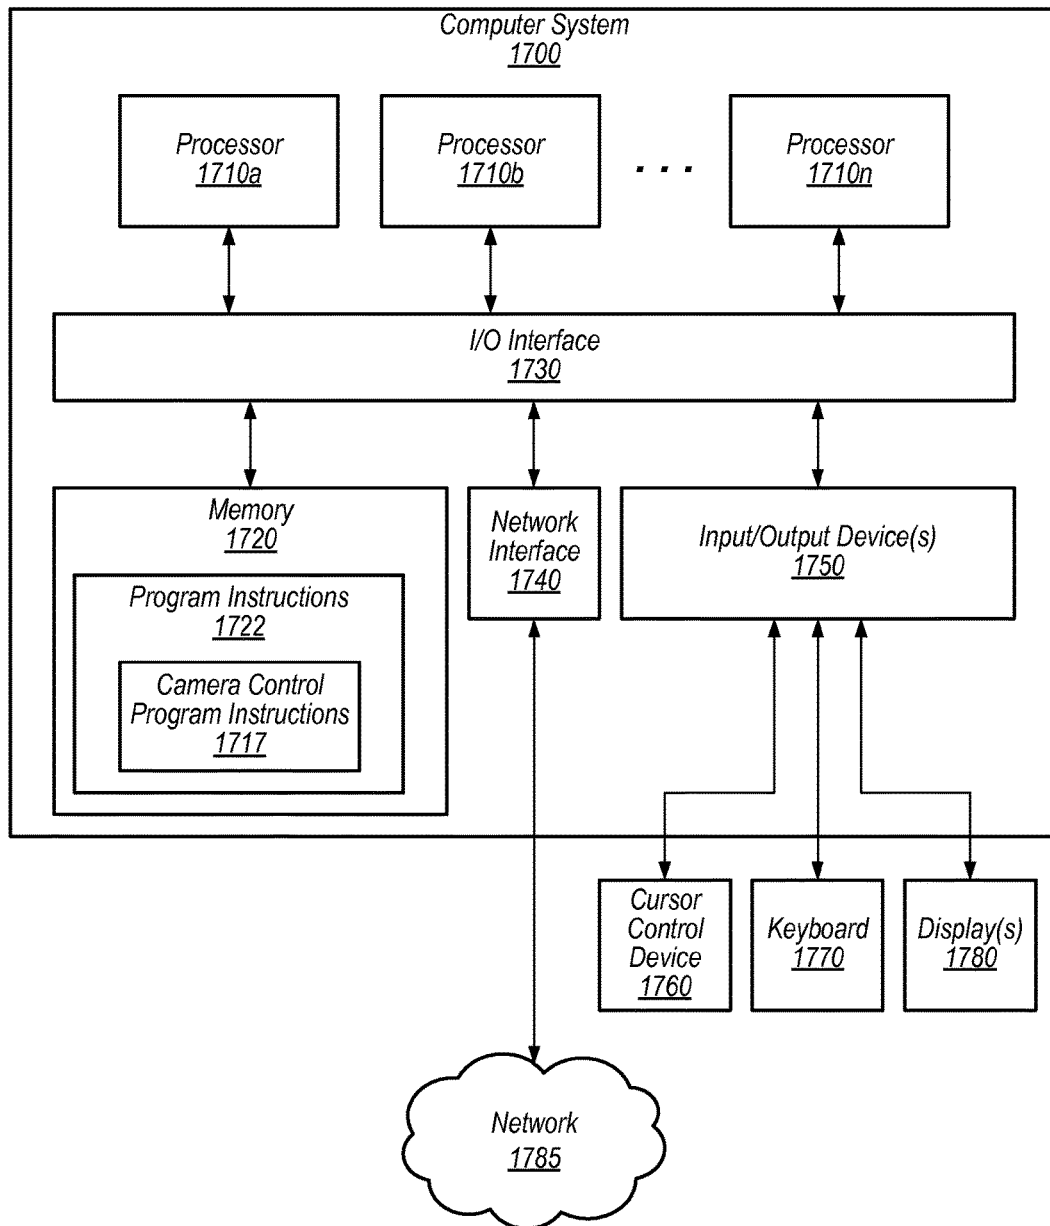 Computer System
1700
Processor
1710a
Processor
1710b
. . .
Processor
1710n
I/O Interface
1730
Memory
1720
Program Instructions
1722
Camera Control
Program Instructions
1717
Network
Interface
1740
Input/Output Device(s)
1750
Cursor
Control
Device
1760
Keyboard
1770
Display(s)
1780
Network
1785